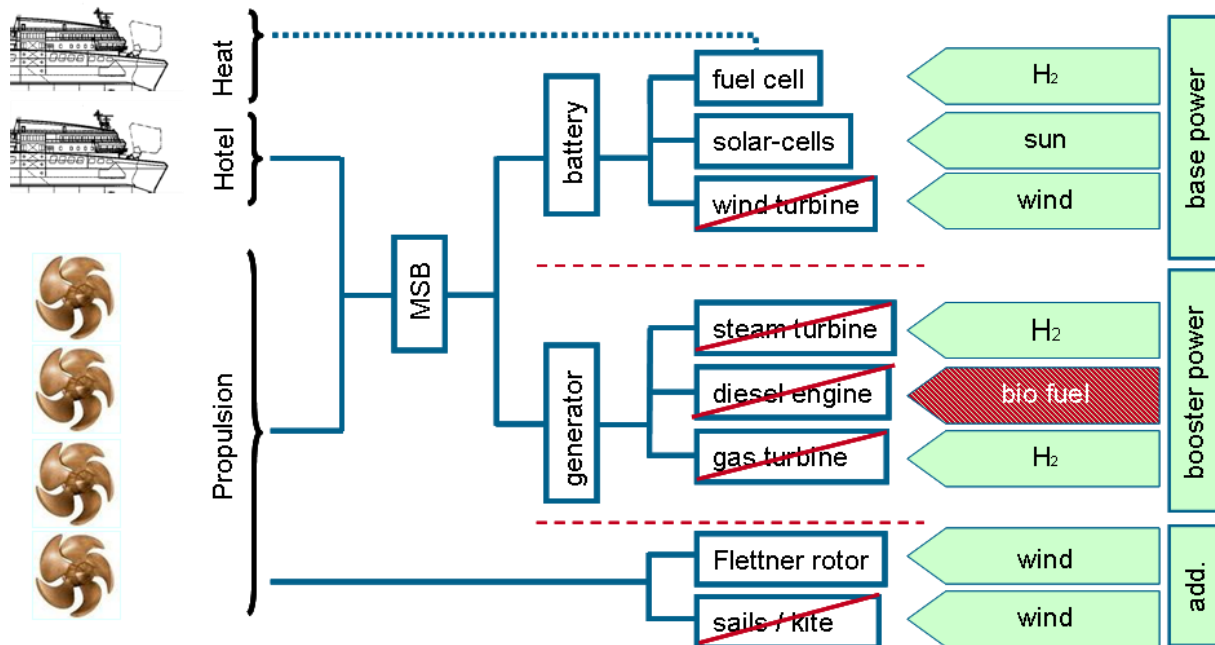 Heat
fuel cell
H₂
battery
solar-cells
sun
base power
Hotel
wind turbine
wind
MSB
steam turbine
H₂
Propulsion
generator
diesel engine
bio fuel
booster power
gas turbine
H₂
Flettner rotor
wind
add.
sails / kite
wind